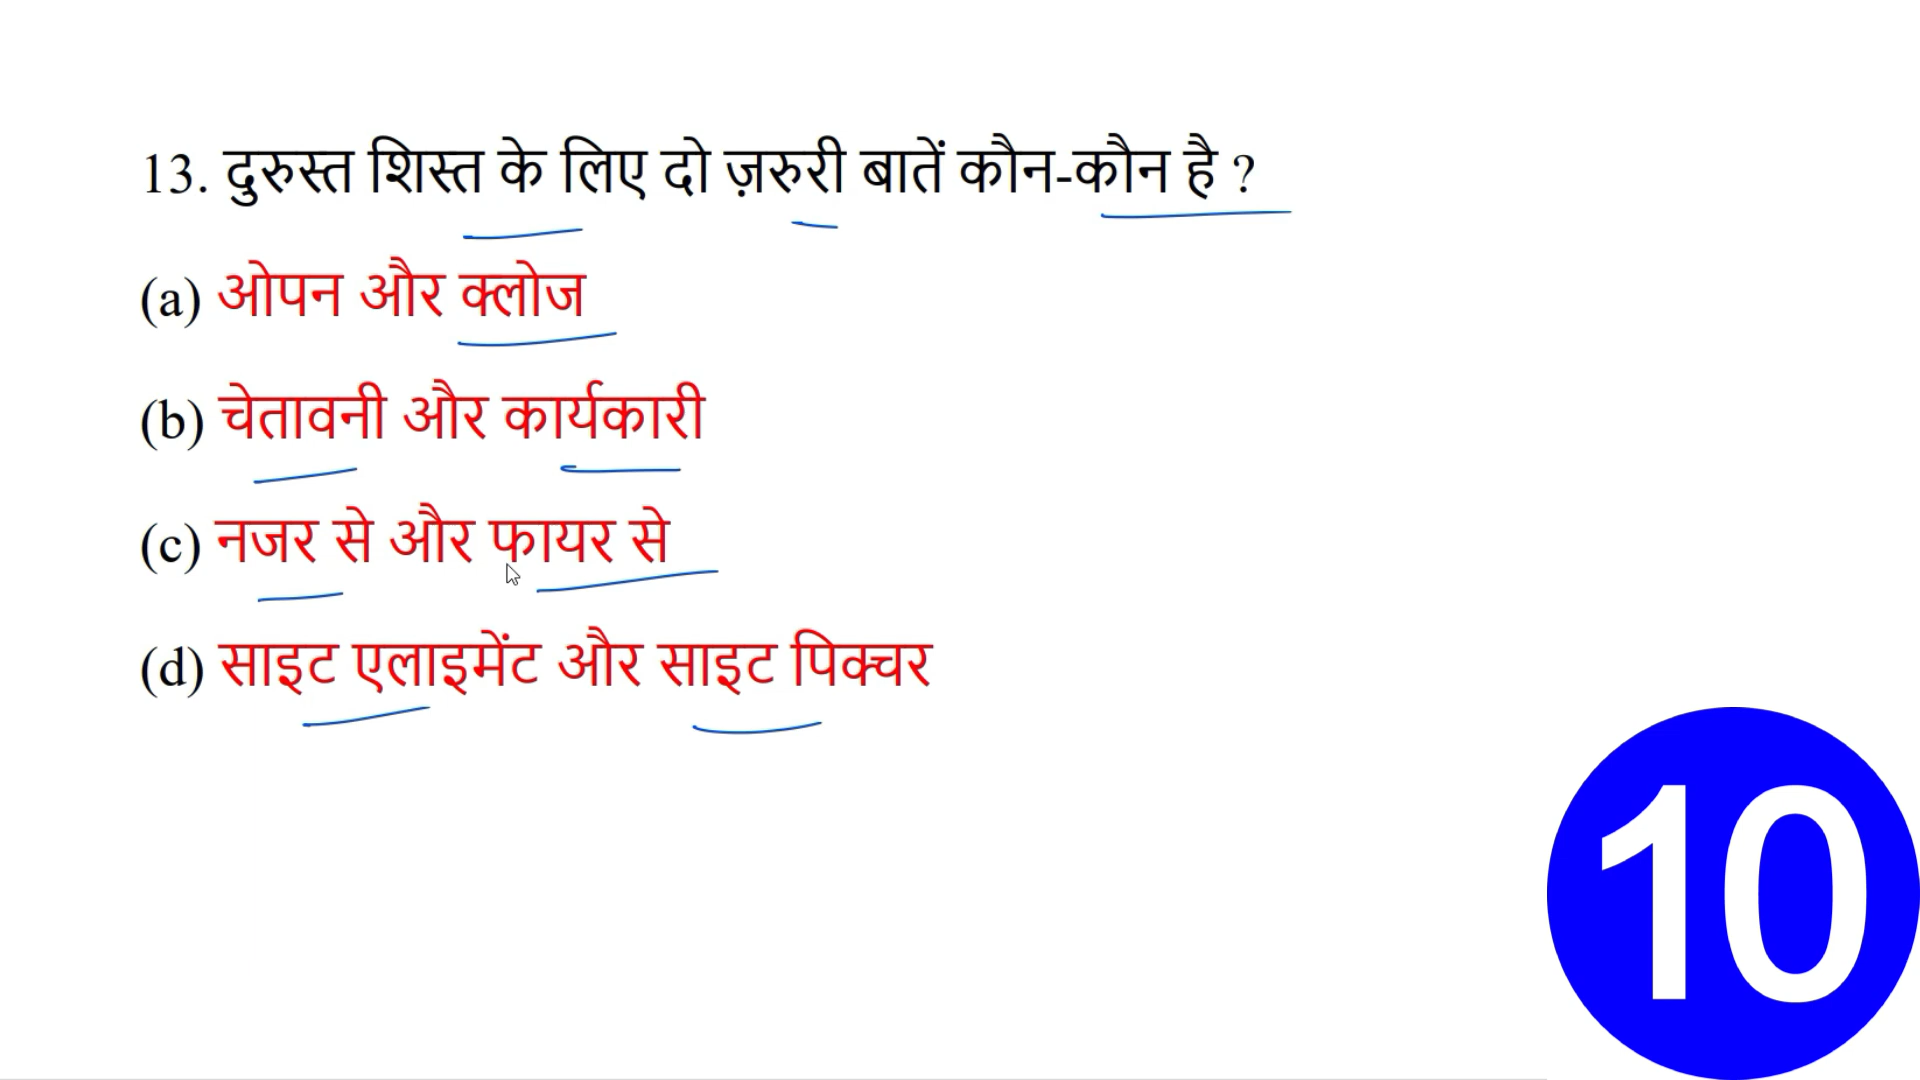 13. दुरुस्त शिस्त के लिए दो ज़रुरी बातें कौन-कौन है ?
(a) ओपन और क्लोज
(b) चेतावनी और कार्यकारी
(c) नजर से और फायर से
(d) साइट एलाइमेंट और साइट पिक्चर
10